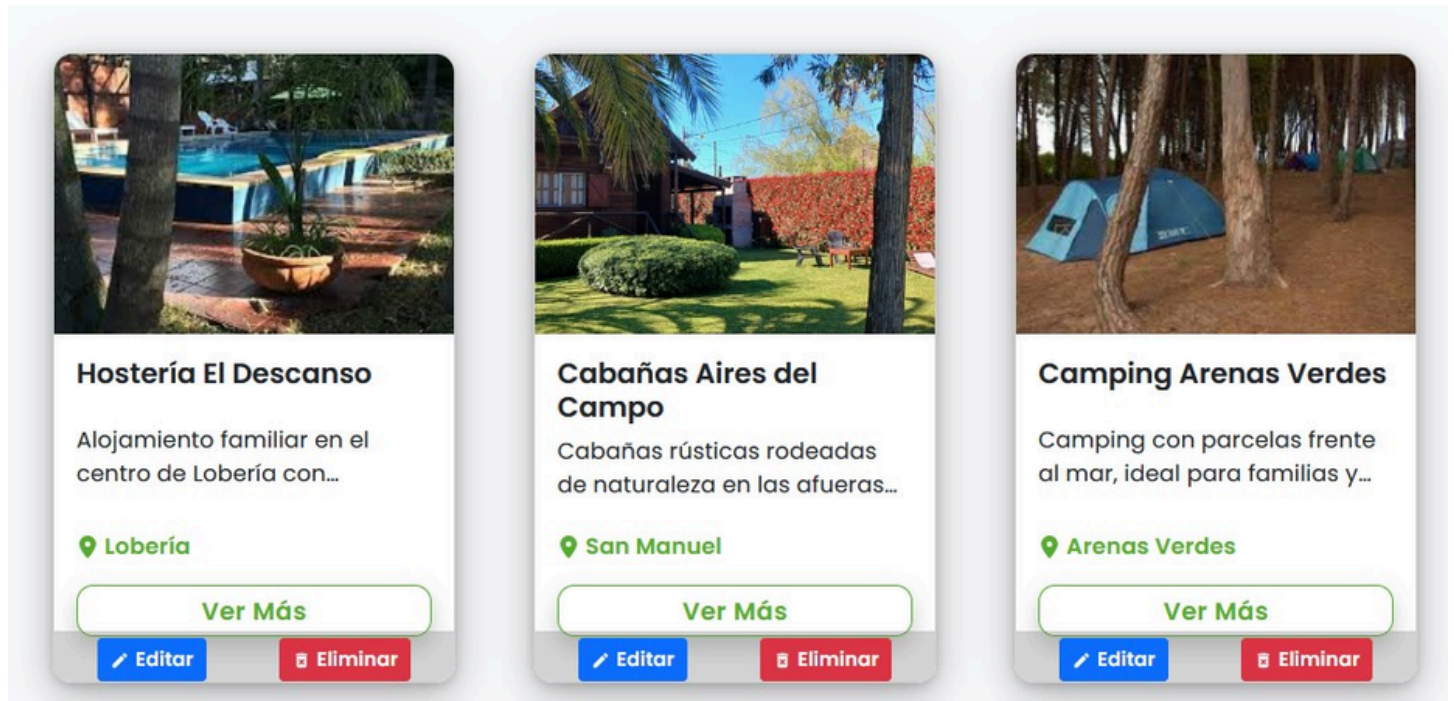 Hostería El Descanso
Alojamiento familiar en el
centro de Lobería con…
Lobería
Ver Más
Editar
Eliminar
Cabañas Aires del
Campo
Cabañas rústicas rodeadas
de naturaleza en las afueras…
San Manuel
Ver Más
Editar
Eliminar
Camping Arenas Verdes
Camping con parcelas frente
al mar, ideal para familias y…
Arenas Verdes
Ver Más
Editar
Eliminar